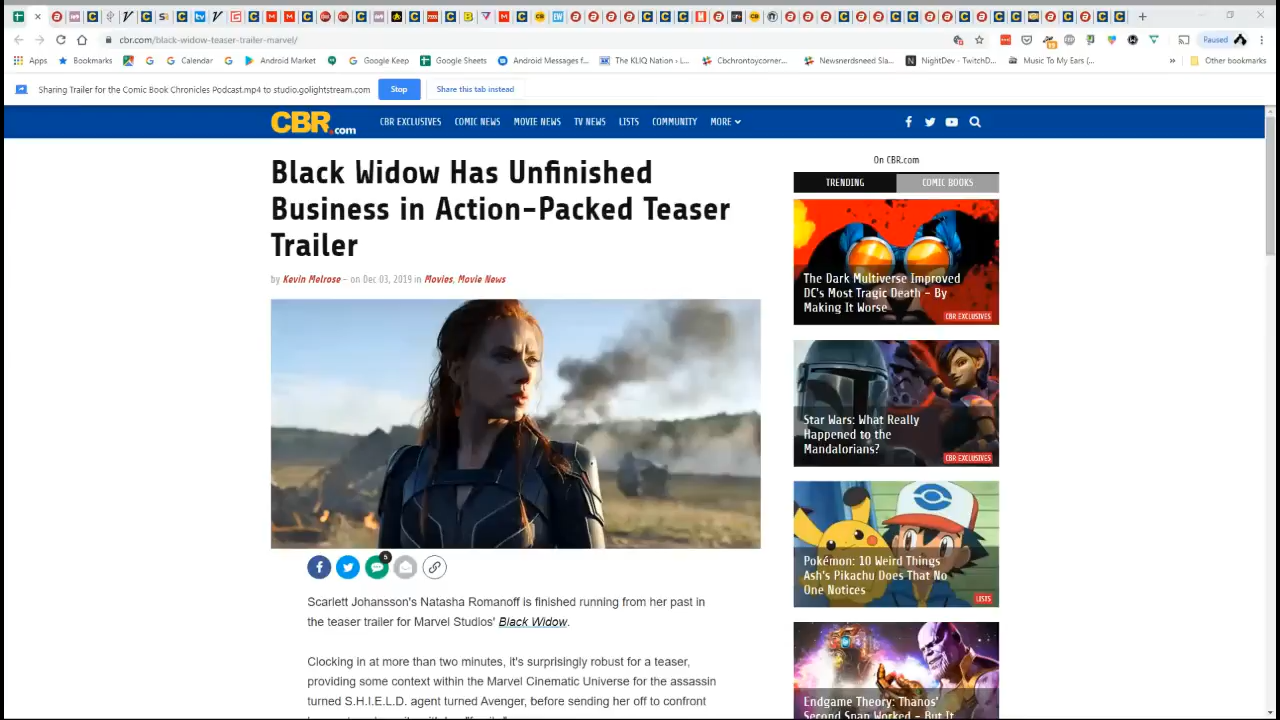 cbr.com/black-widow-teaser-trailer-marvel/
Paused
Apps
Bookmarks
Calendar
Android Market
Google Keep
Google Sheets
Android Messages f...
The KLIQ Nation › L...
Cbchrontoycorner...
Newsnerdsneed Sla...
NightDev - TwitchD...
Music To My Ears (...
»
Other bookmarks
Sharing Trailer for the Comic Book Chronicles Podcast.mp4 to studio.golightstream.com
Stop
Share this tab instead
CBR.com
CBR EXCLUSIVES
COMIC NEWS
MOVIE NEWS
TV NEWS
LISTS
COMMUNITY
MORE
Black Widow Has Unfinished
Business in Action-Packed Teaser
Trailer
by Kevin Melrose – on Dec 03, 2019 in Movies, Movie News
5
Scarlett Johansson's Natasha Romanoff is finished running from her past in
the teaser trailer for Marvel Studios' Black Widow.
Clocking in at more than two minutes, it's surprisingly robust for a teaser,
providing some context within the Marvel Cinematic Universe for the assassin
turned S.H.I.E.L.D. agent turned Avenger, before sending her off to confront
On CBR.com
TRENDING
COMIC BOOKS
The Dark Multiverse Improved
DC's Most Tragic Death – By
Making It Worse
CBR EXCLUSIVES
Star Wars: What Really
Happened to the
Mandalorians?
CBR EXCLUSIVES
Pokémon: 10 Weird Things
Ash's Pikachu Does That No
One Notices
LISTS
Endgame Theory: Thanos'
Second Snap Worked – But It